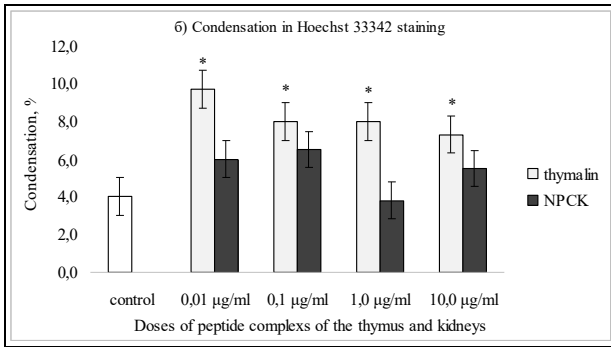 б) Condensation in Hoechst 33342 staining
12,0
10,0
8,0
6,0
4,0
2,0
0,0
Condensation, %
*
*
*
*
thymalin
NPCK
control
0,01 µg/ml
0,1 µg/ml
1,0 µg/ml
10,0 µg/ml
Doses of peptide complexs of the thymus and kidneys